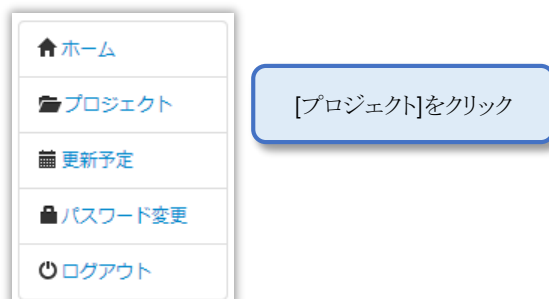 ホーム
プロジェクト
[プロジェクト]をクリック
更新予定
パスワード変更
ログアウト